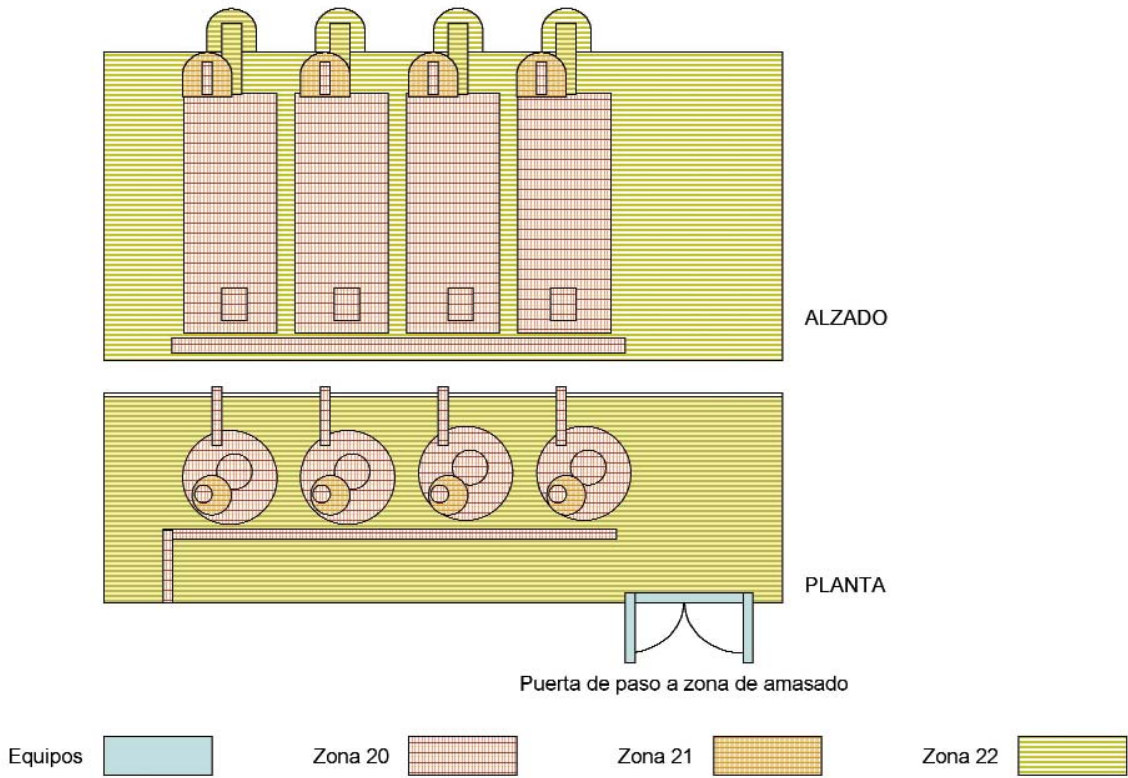 ALZADO
PLANTA
Puerta de paso a zona de amasado
Equipos
Zona 20
Zona 21
Zona 22